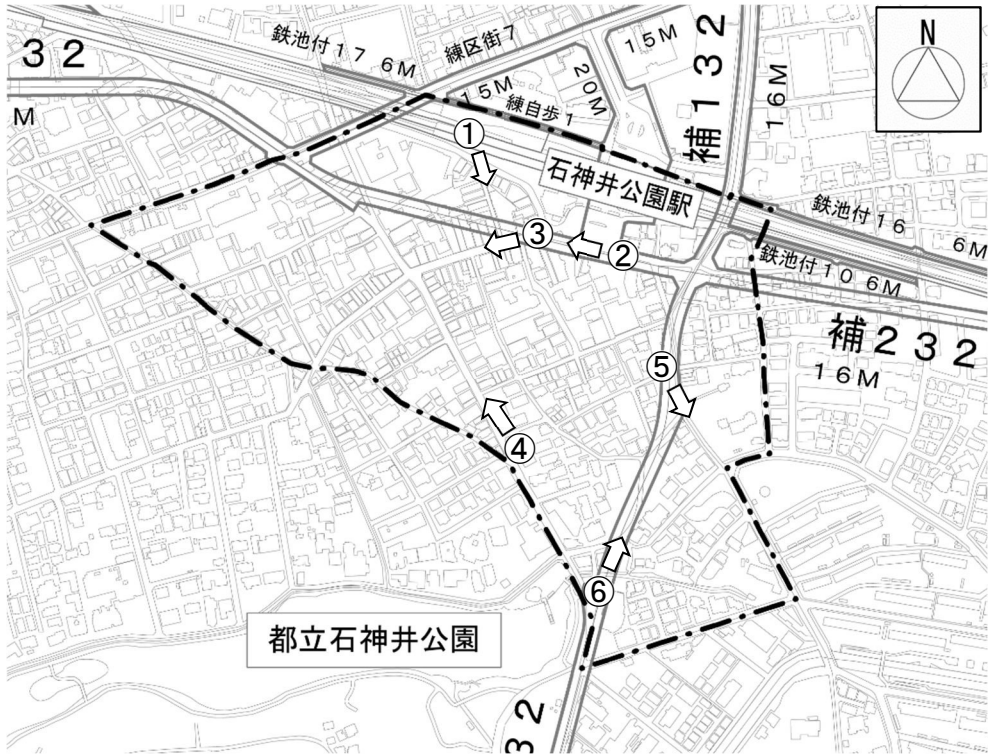 鉄池付17 6M
練区街7
15M
N
32
M
15M
練自歩1
20M
補132
16M
①
石神井公園駅
鉄池付16
6M
③
②
鉄池付10 6M
補232
16M
⑤
④
⑥
都立石神井公園
32